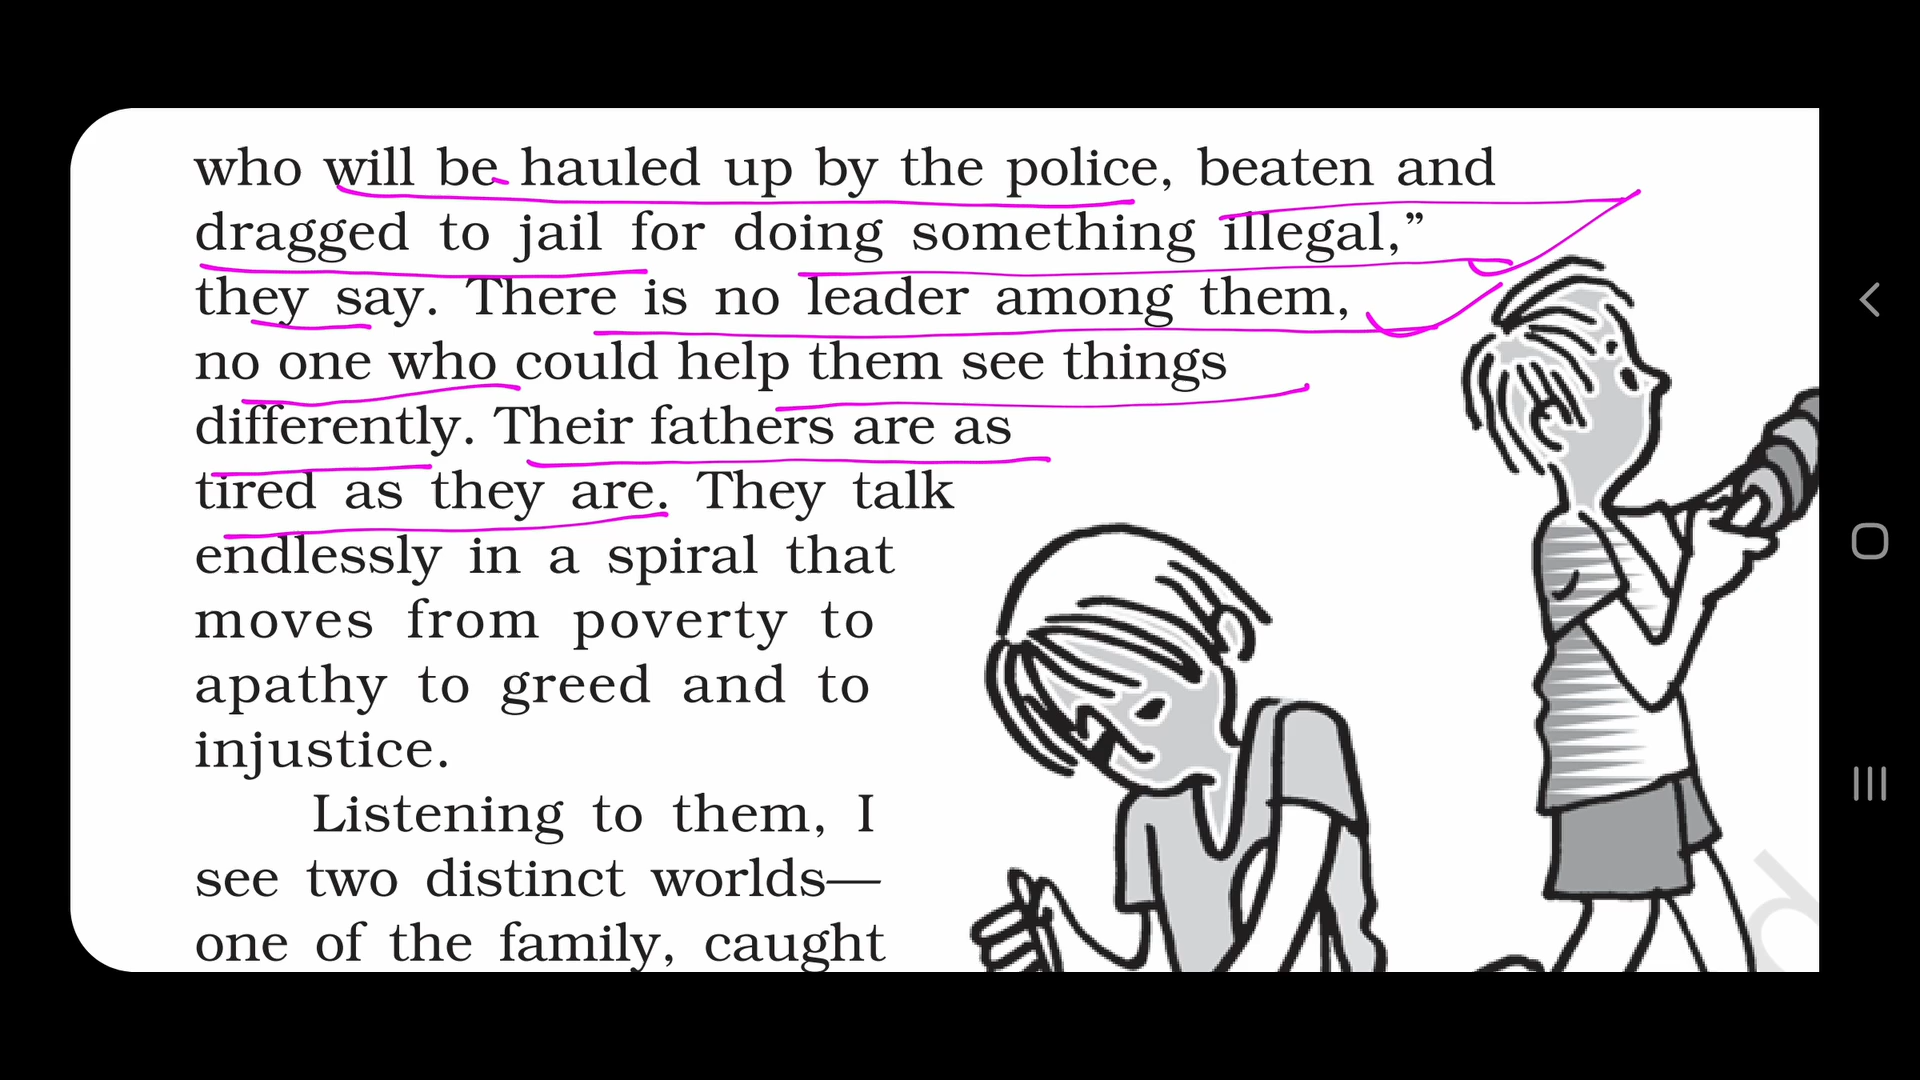 who will be hauled up by the police, beaten and
dragged to jail for doing something illegal,”
they say. There is no leader among them,
no one who could help them see things
differently. Their fathers are as
tired as they are. They talk
endlessly in a spiral that
moves from poverty to
apathy to greed and to
injustice.
Listening to them, I
see two distinct worlds—
one of the family, caught